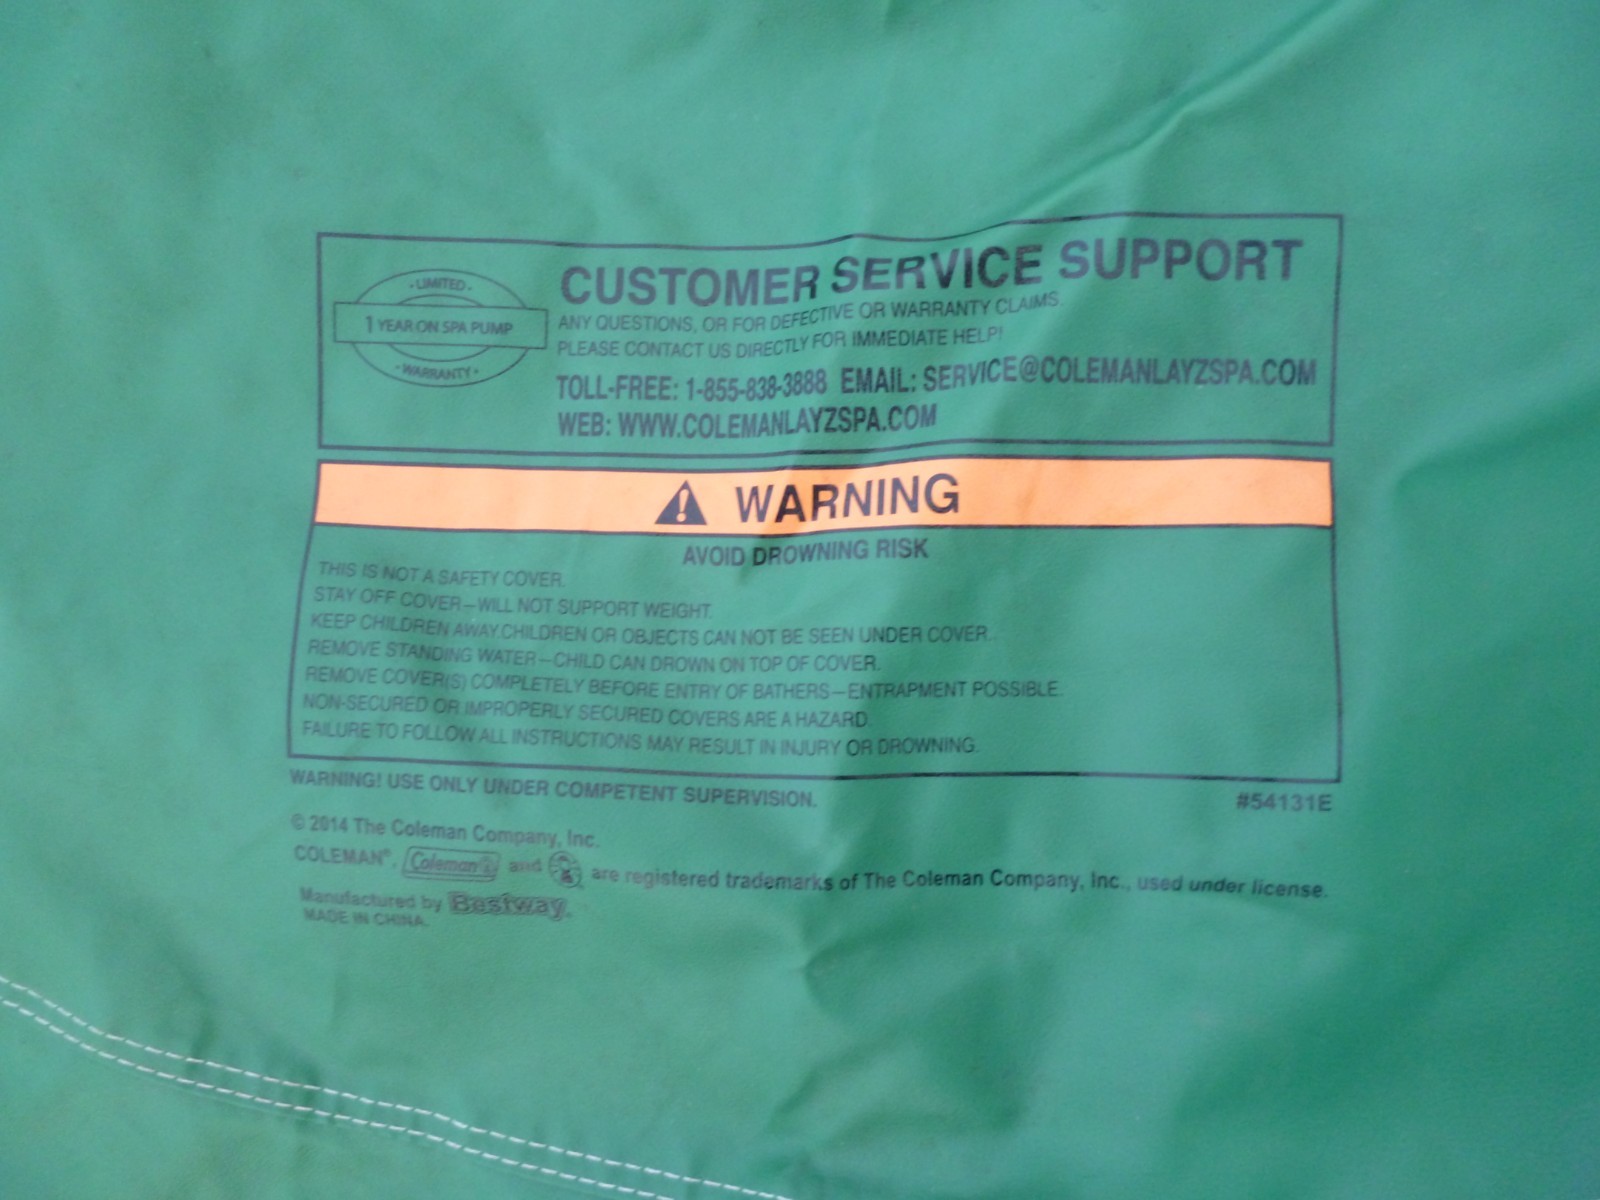 · LIMITED ·
1 YEAR ON SPA PUMP
· WARRANTY ·
CUSTOMER SERVICE SUPPORT
ANY QUESTIONS, OR FOR DEFECTIVE OR WARRANTY CLAIMS.
PLEASE CONTACT US DIRECTLY FOR IMMEDIATE HELP!
TOLL-FREE: 1-855-838-3888 EMAIL: SERVICE@COLEMANLAYZSPA.COM
WEB: WWW.COLEMANLAYZSPA.COM
WARNING
AVOID DROWNING RISK
THIS IS NOT A SAFETY COVER.
STAY OFF COVER—WILL NOT SUPPORT WEIGHT.
KEEP CHILDREN AWAY.CHILDREN OR OBJECTS CAN NOT BE SEEN UNDER COVER.
REMOVE STANDING WATER—CHILD CAN DROWN ON TOP OF COVER.
REMOVE COVER(S) COMPLETELY BEFORE ENTRY OF BATHERS—ENTRAPMENT POSSIBLE.
NON-SECURED OR IMPROPERLY SECURED COVERS ARE A HAZARD.
FAILURE TO FOLLOW ALL INSTRUCTIONS MAY RESULT IN INJURY OR DROWNING.
WARNING! USE ONLY UNDER COMPETENT SUPERVISION.
#54131E
© 2014 The Coleman Company, Inc.
COLEMAN®, Coleman® and are registered trademarks of The Coleman Company, Inc., used under license.
Manufactured by Bestway.
MADE IN CHINA.